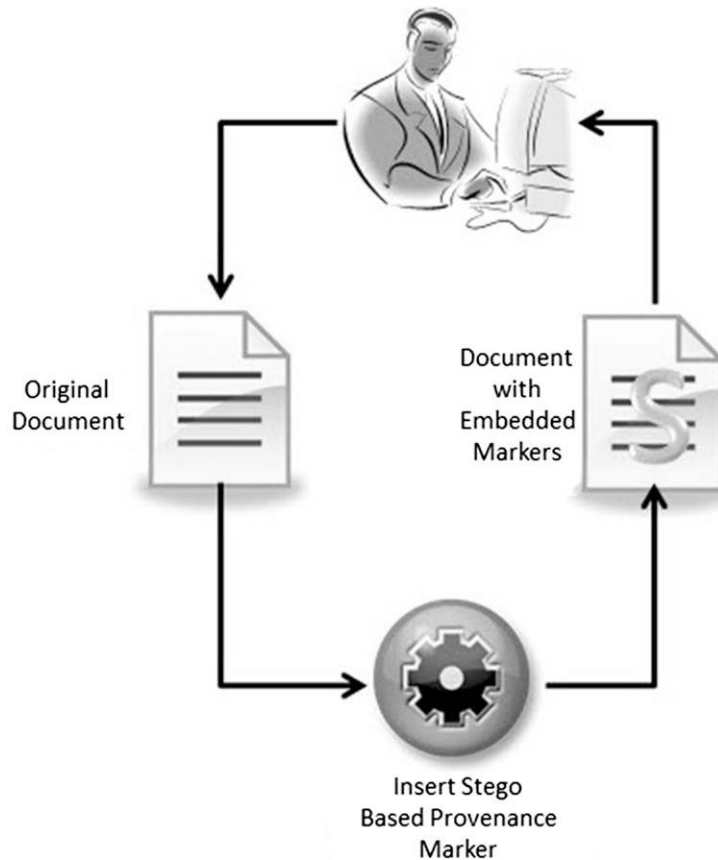 Original
Document
Document
with
Embedded
Markers
S
Insert Stego
Based Provenance
Marker